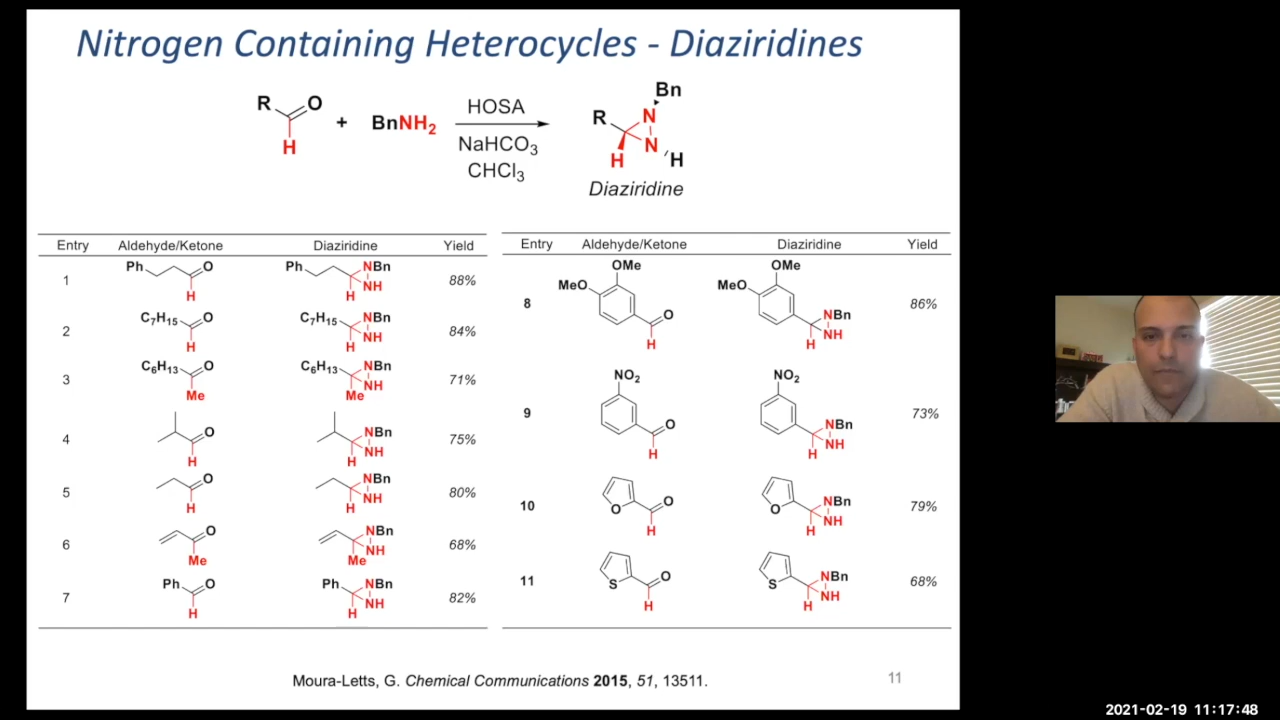 Nitrogen Containing Heterocycles - Diaziridines
R O H + BnNH2 HOSA NaHCO3 CHCl3 R H N Bn N H
Diaziridine
Entry Aldehyde/Ketone Diaziridine Yield
1 Ph O H Ph NBn NH H 88%
2 C7H15 O H C7H15 NBn NH H 84%
3 C6H13 O Me C6H13 NBn NH Me 71%
4 O H NBn NH H 75%
5 O H NBn NH H 80%
6 O Me NBn NH Me 68%
7 Ph O H Ph NBn NH H 82%
Entry Aldehyde/Ketone Diaziridine Yield
8 OMe MeO O H OMe MeO NBn NH H 86%
9 NO2 O H NO2 NBn NH H 73%
10 O O H O NBn NH H 79%
11 S O H S NBn NH H 68%
Moura-Letts, G. Chemical Communications 2015, 51, 13511.
11
2021-02-19 11:17:48